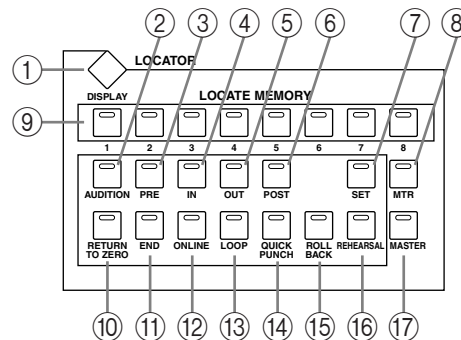 ② ③ ④ ⑤ ⑥ ⑦ ⑧
① LOCATOR
DISPLAY LOCATE MEMORY
⑨
1 2 3 4 5 6 7 8
AUDITION PRE IN OUT POST SET MTR
RETURN TO ZERO END ONLINE LOOP QUICK PUNCH ROLL BACK REHEARSAL MASTER
⑩ ⑪ ⑫ ⑬ ⑭ ⑮ ⑯ ⑰